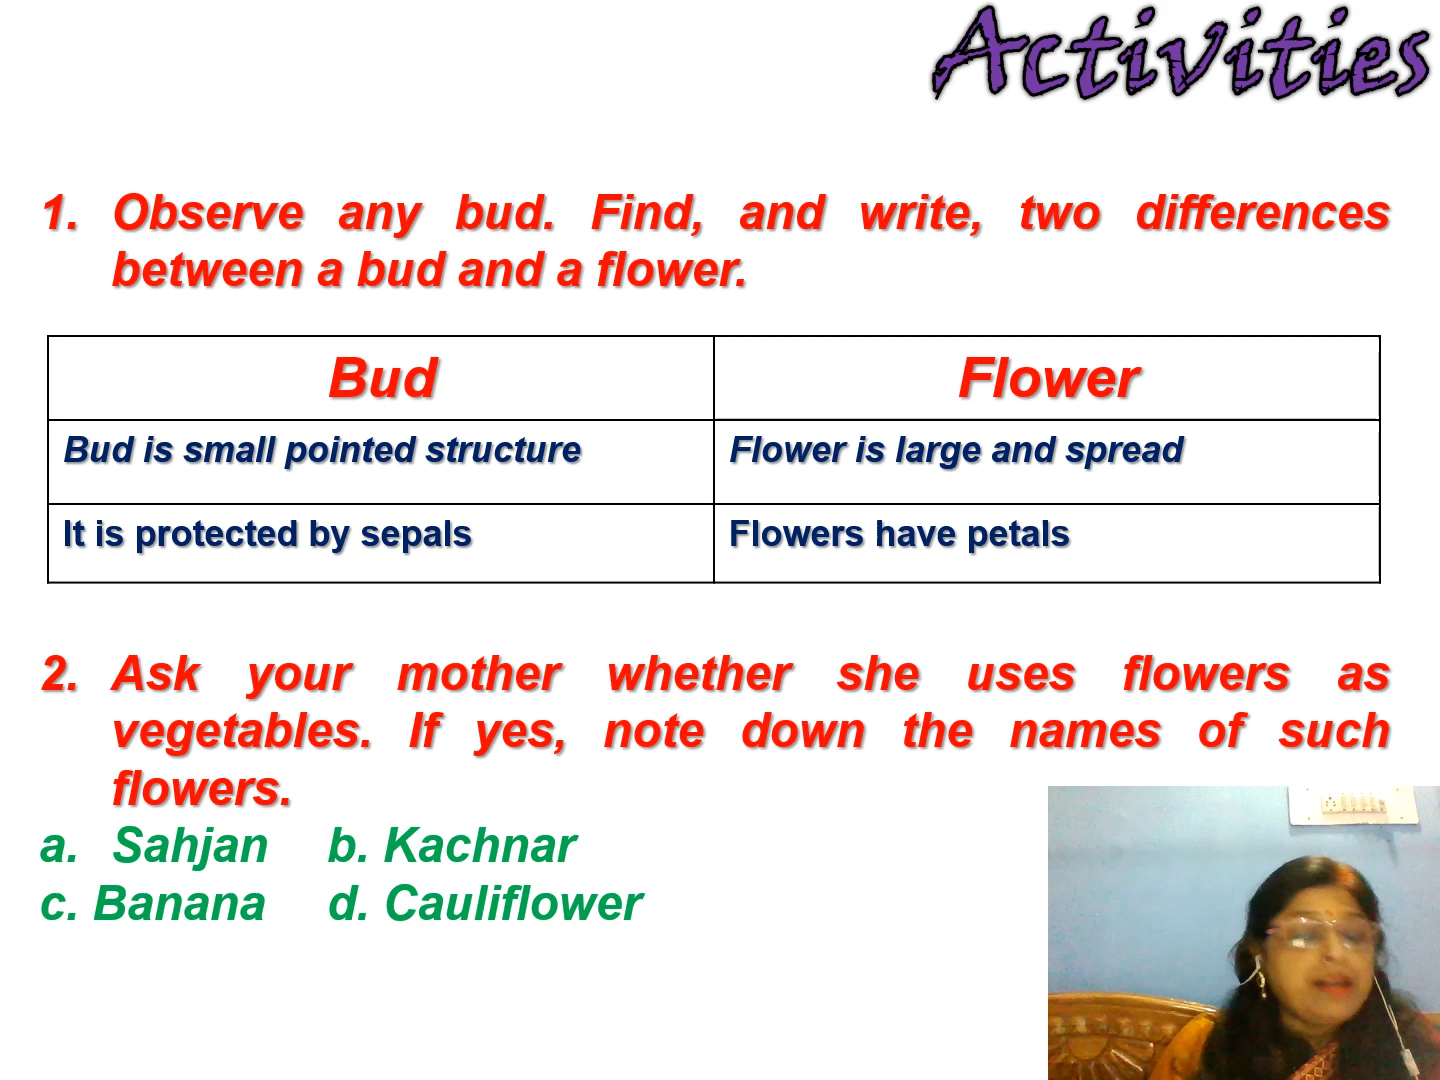 Activities
1. Observe any bud. Find, and write, two differences
between a bud and a flower.
Bud Flower
Bud is small pointed structure Flower is large and spread
It is protected by sepals Flowers have petals
2. Ask your mother whether she uses flowers as
vegetables. If yes, note down the names of such
flowers.
a. Sahjan b. Kachnar
c. Banana d. Cauliflower